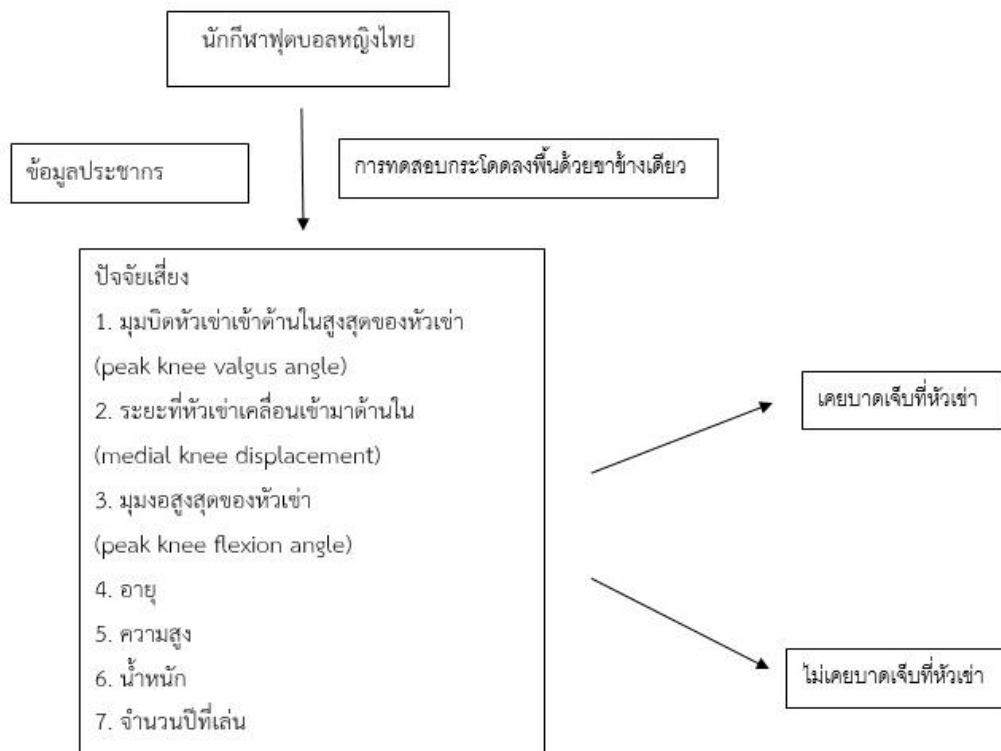 นักกีฬาฟุตบอลหญิงไทย
ข้อมูลประชากร
การทดสอบกระโดดลงพื้นด้วยขาข้างเดียว
ปัจจัยเสี่ยง
1. มุมบิดหัวเข่าเข้าด้านในสูงสุดของหัวเข่า
(peak knee valgus angle)
2. ระยะที่หัวเข่าเคลื่อนเข้ามาด้านใน
(medial knee displacement)
3. มุมงอสูงสุดของหัวเข่า
(peak knee flexion angle)
4. อายุ
5. ความสูง
6. น้ำหนัก
7. จำนวนปีที่เล่น
เคยบาดเจ็บที่หัวเข่า
ไม่เคยบาดเจ็บที่หัวเข่า